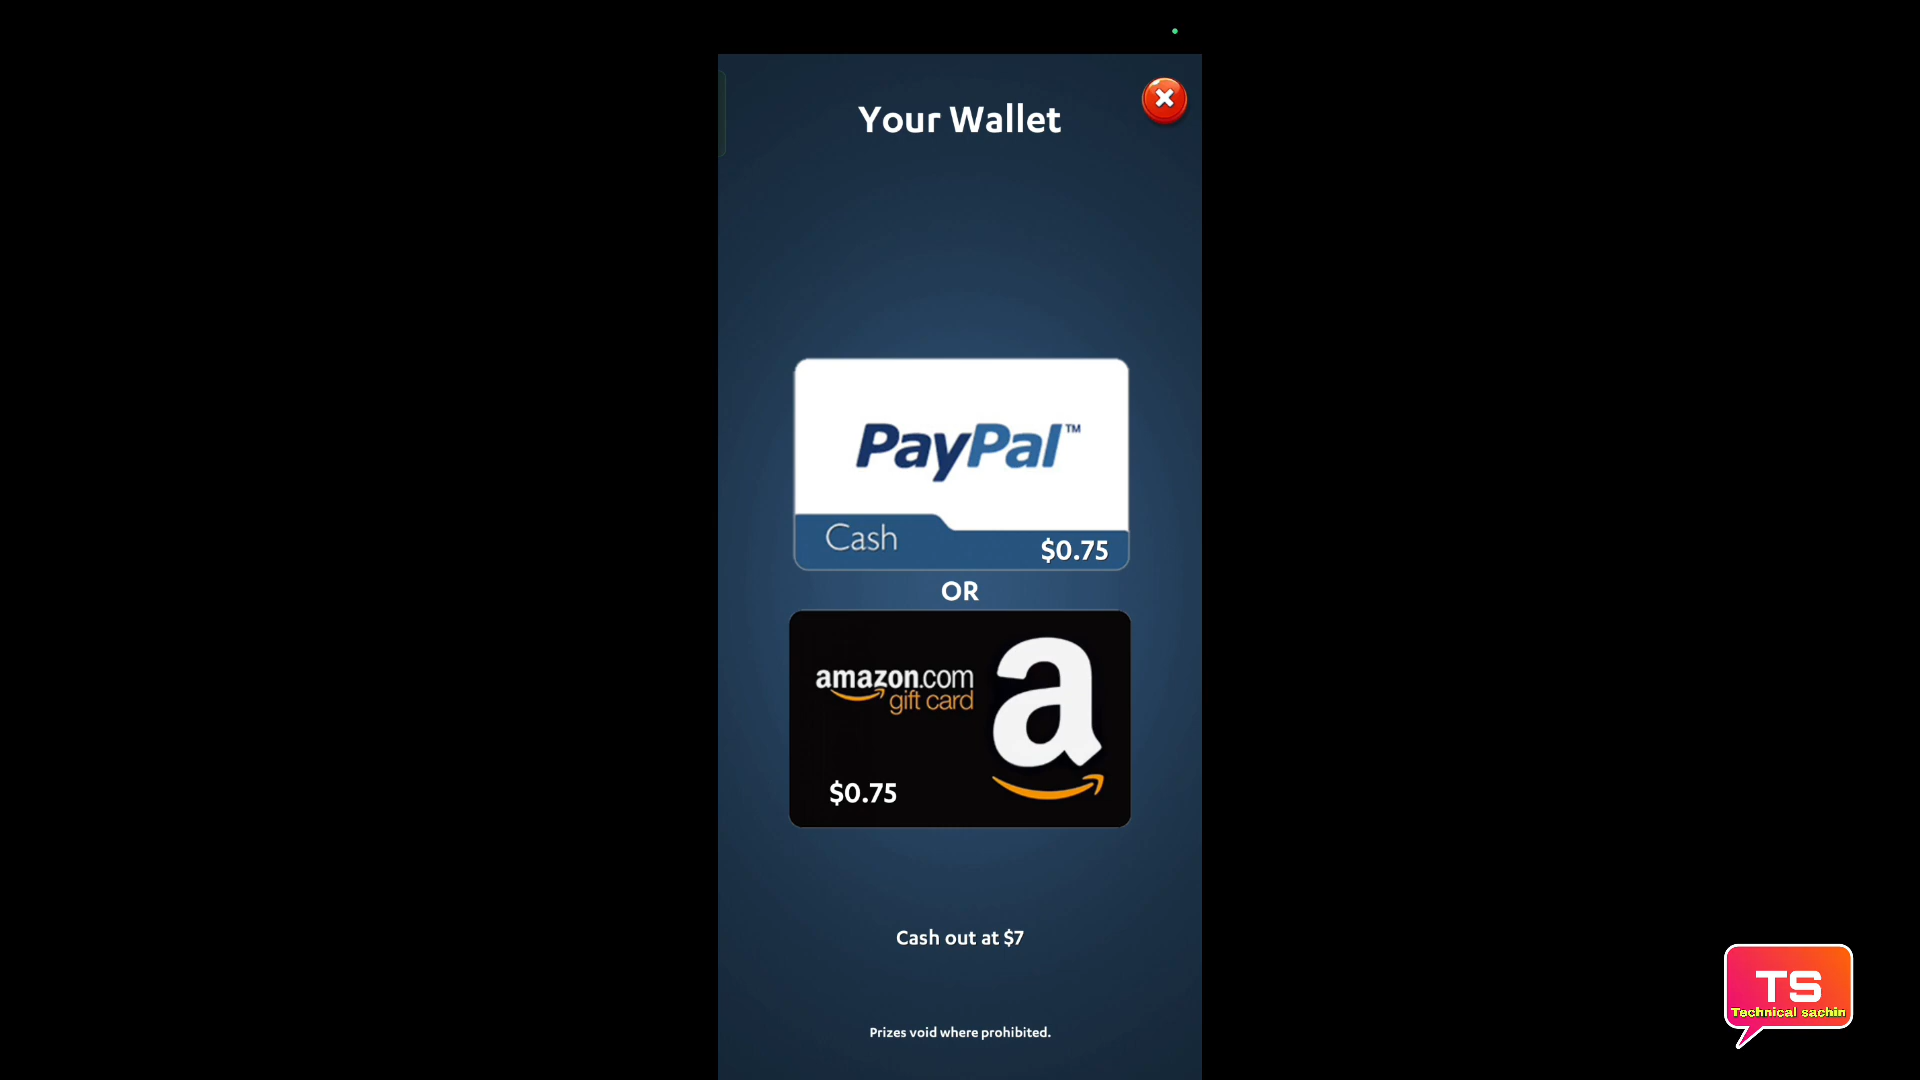 Your Wallet
PayPal™
Cash
$0.75
OR
amazon.com
gift card
a
$0.75
Cash out at $7
Prizes void where prohibited.
TS
Technical sachin